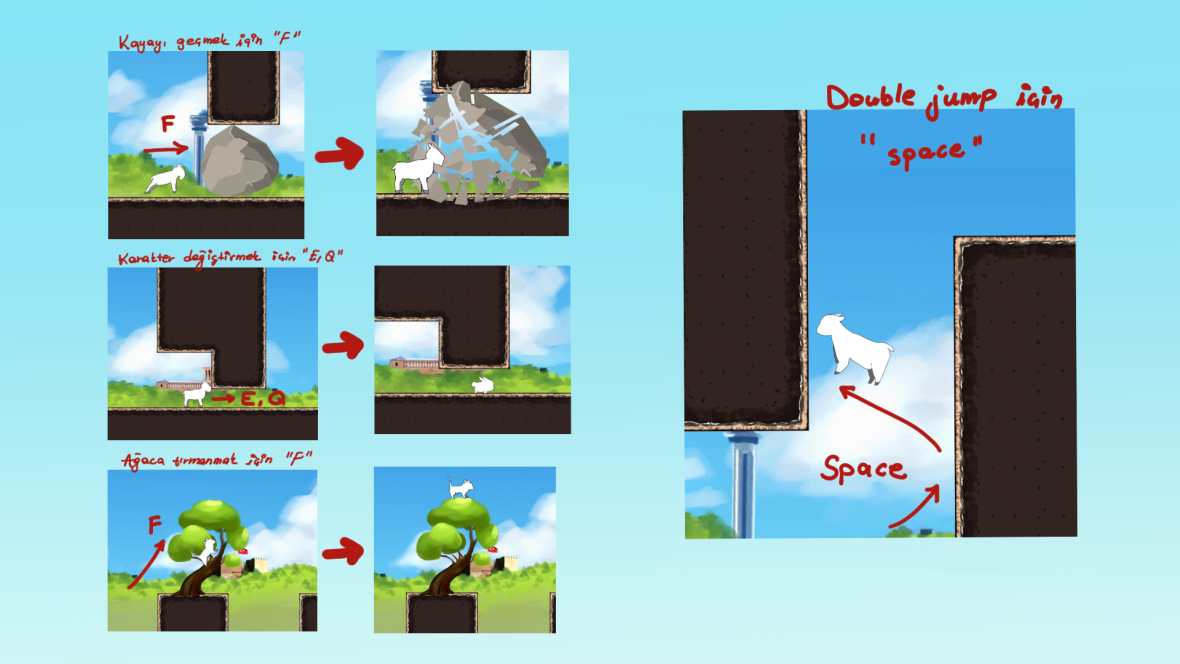 Kayayı geçmek için "F"
F
Karakter değiştirmek için "E, Q"
E, Q
Ağaca tırmanmak için "F"
F
Double jump için
"space"
Space